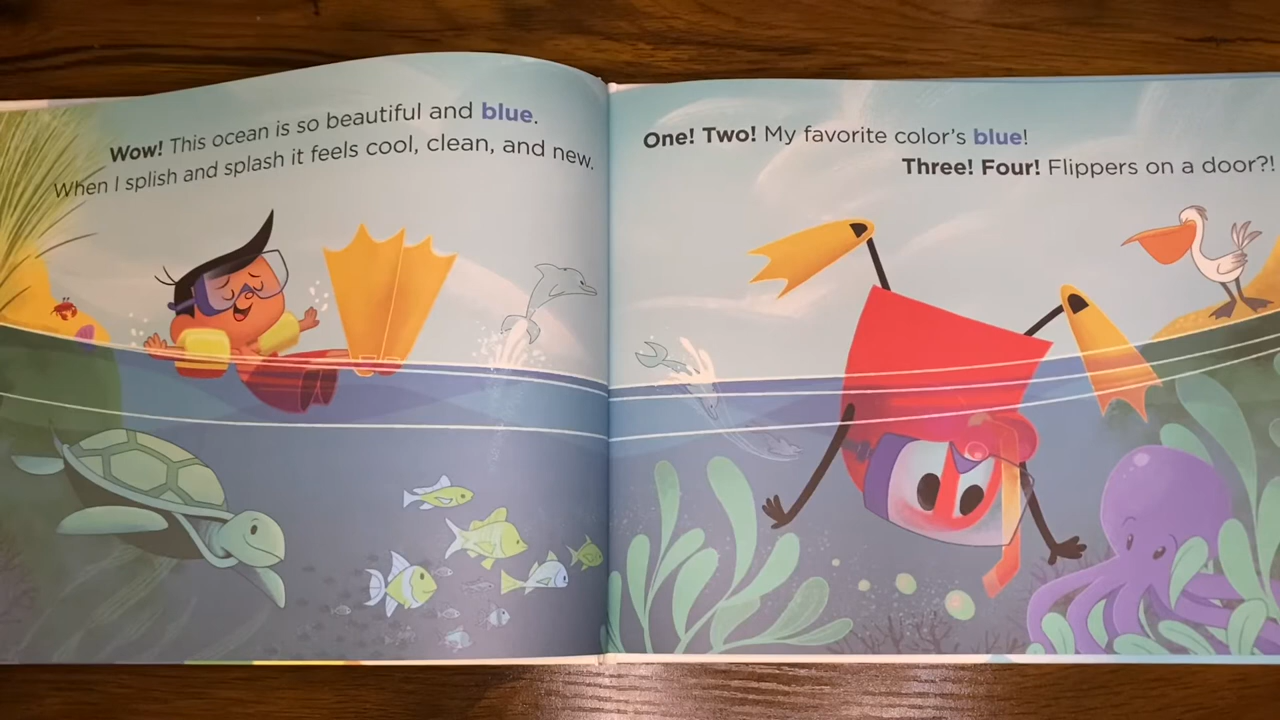 Wow! This ocean is so beautiful and blue.
When I splish and splash it feels cool, clean, and new.
One! Two! My favorite color's blue!
Three! Four! Flippers on a door?!